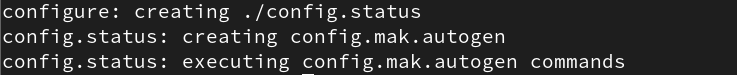 configure: creating ./config.status
config.status: creating config.mak.autogen
config.status: executing config.mak.autogen commands